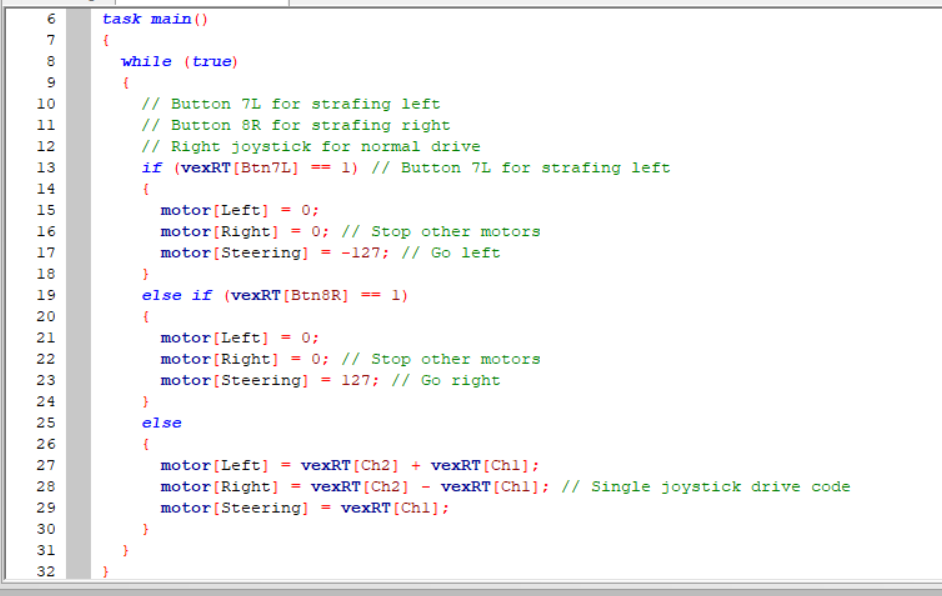 6 task main()
7 {
8 while (true)
9 {
10 // Button 7L for strafing left
11 // Button 8R for strafing right
12 // Right joystick for normal drive
13 if (vexRT[Btn7L] == 1) // Button 7L for strafing left
14 {
15 motor[Left] = 0;
16 motor[Right] = 0; // Stop other motors
17 motor[Steering] = -127; // Go left
18 }
19 else if (vexRT[Btn8R] == 1)
20 {
21 motor[Left] = 0;
22 motor[Right] = 0; // Stop other motors
23 motor[Steering] = 127; // Go right
24 }
25 else
26 {
27 motor[Left] = vexRT[Ch2] + vexRT[Ch1];
28 motor[Right] = vexRT[Ch2] - vexRT[Ch1]; // Single joystick drive code
29 motor[Steering] = vexRT[Ch1];
30 }
31 }
32 }